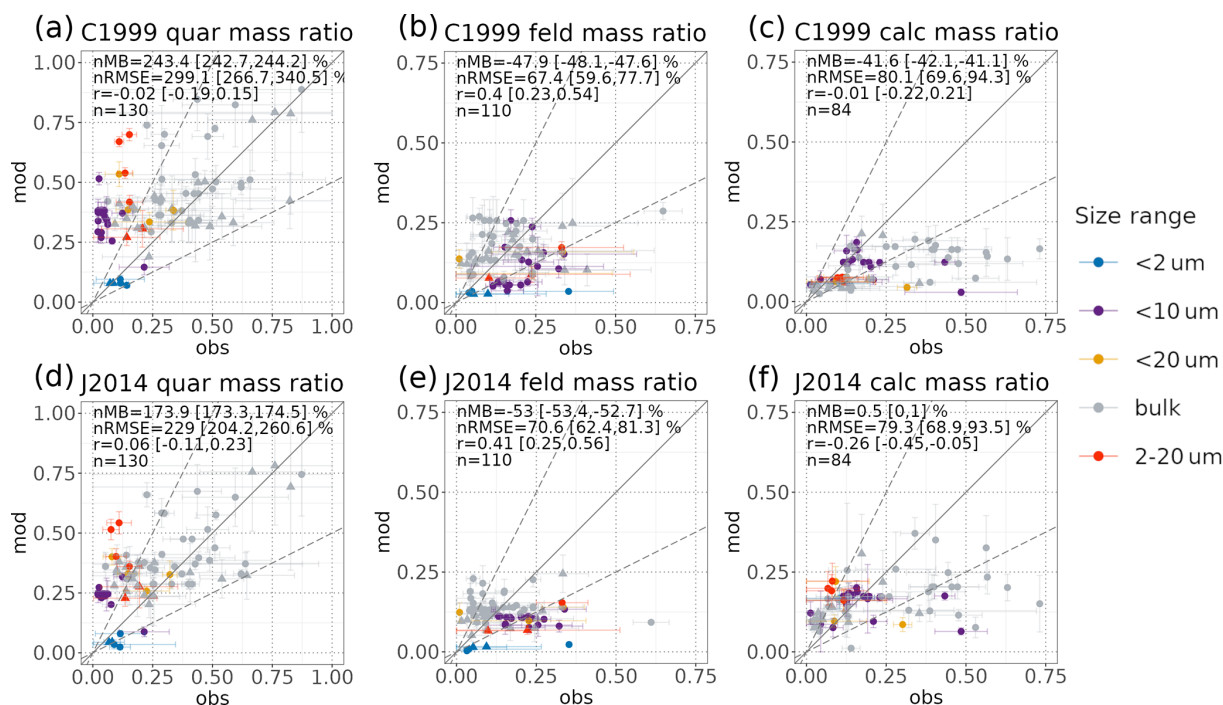 (a) C1999 quar mass ratio
nMB=243.4 [242.7,244.2] %
nRMSE=299.1 [266.7,340.5] %
r=-0.02 [-0.19,0.15]
n=130
1.00
0.75
0.50
0.25
0.00
mod
0.00 0.25 0.50 0.75 1.00
obs
(b) C1999 feld mass ratio
nMB=-47.9 [-48.1,-47.6] %
nRMSE=67.4 [59.6,77.7] %
r=0.4 [0.23,0.54]
n=110
0.75
0.50
0.25
0.00
mod
0.00 0.25 0.50 0.75
obs
(c) C1999 calc mass ratio
nMB=-41.6 [-42.1,-41.1] %
nRMSE=80.1 [69.6,94.3] %
r=-0.01 [-0.22,0.21]
n=84
0.75
0.50
0.25
0.00
mod
0.00 0.25 0.50 0.75
obs
(d) J2014 quar mass ratio
nMB=173.9 [173.3,174.5] %
nRMSE=229 [204.2,260.6] %
r=0.06 [-0.11,0.23]
n=130
1.00
0.75
0.50
0.25
0.00
mod
0.00 0.25 0.50 0.75 1.00
obs
(e) J2014 feld mass ratio
nMB=-53 [-53.4,-52.7] %
nRMSE=70.6 [62.4,81.3] %
r=0.41 [0.25,0.56]
n=110
0.75
0.50
0.25
0.00
mod
0.00 0.25 0.50 0.75
obs
(f) J2014 calc mass ratio
nMB=0.5 [0,1] %
nRMSE=79.3 [68.9,93.5] %
r=-0.26 [-0.45,-0.05]
n=84
0.75
0.50
0.25
0.00
mod
0.00 0.25 0.50 0.75
obs
Size range
<2 um
<10 um
<20 um
bulk
2-20 um